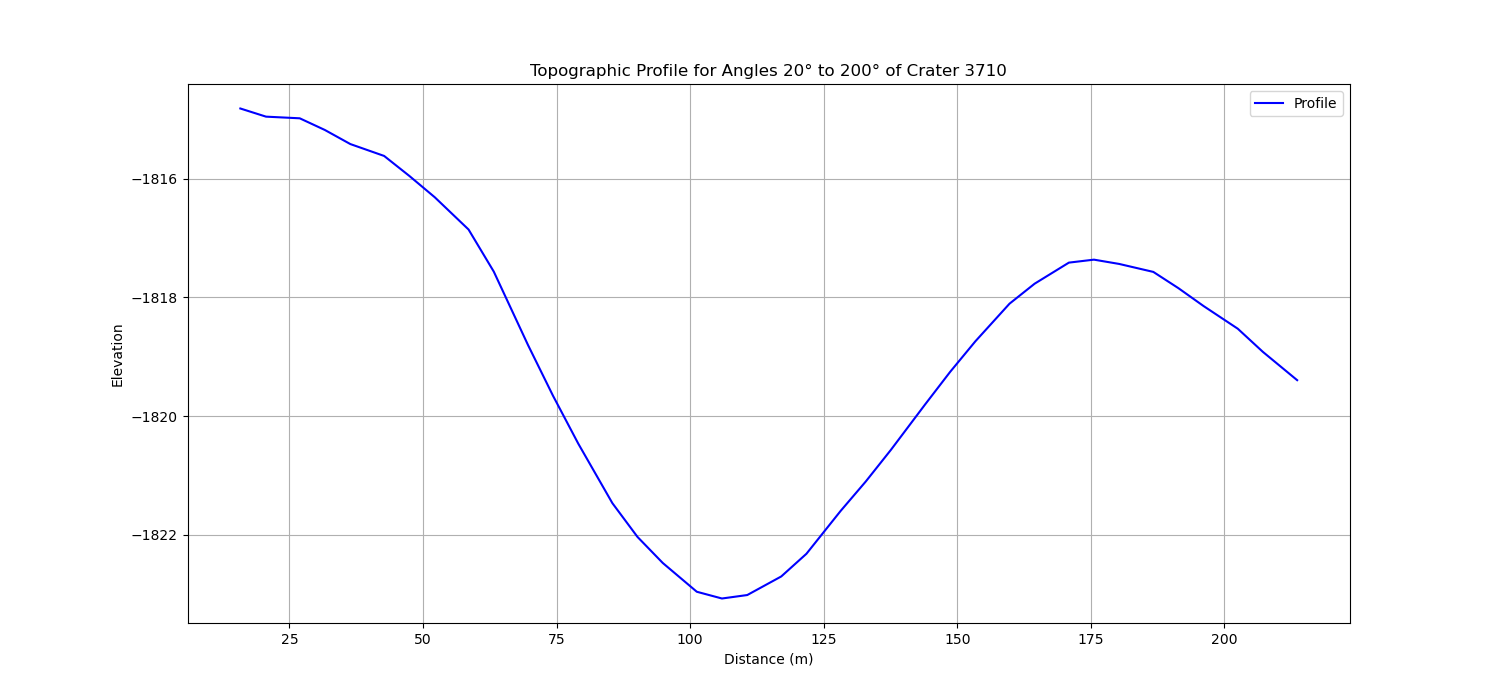 Topographic Profile for Angles 20° to 200° of Crater 3710
Profile
−1816
−1818
−1820
−1822
Elevation
25 50 75 100 125 150 175 200
Distance (m)